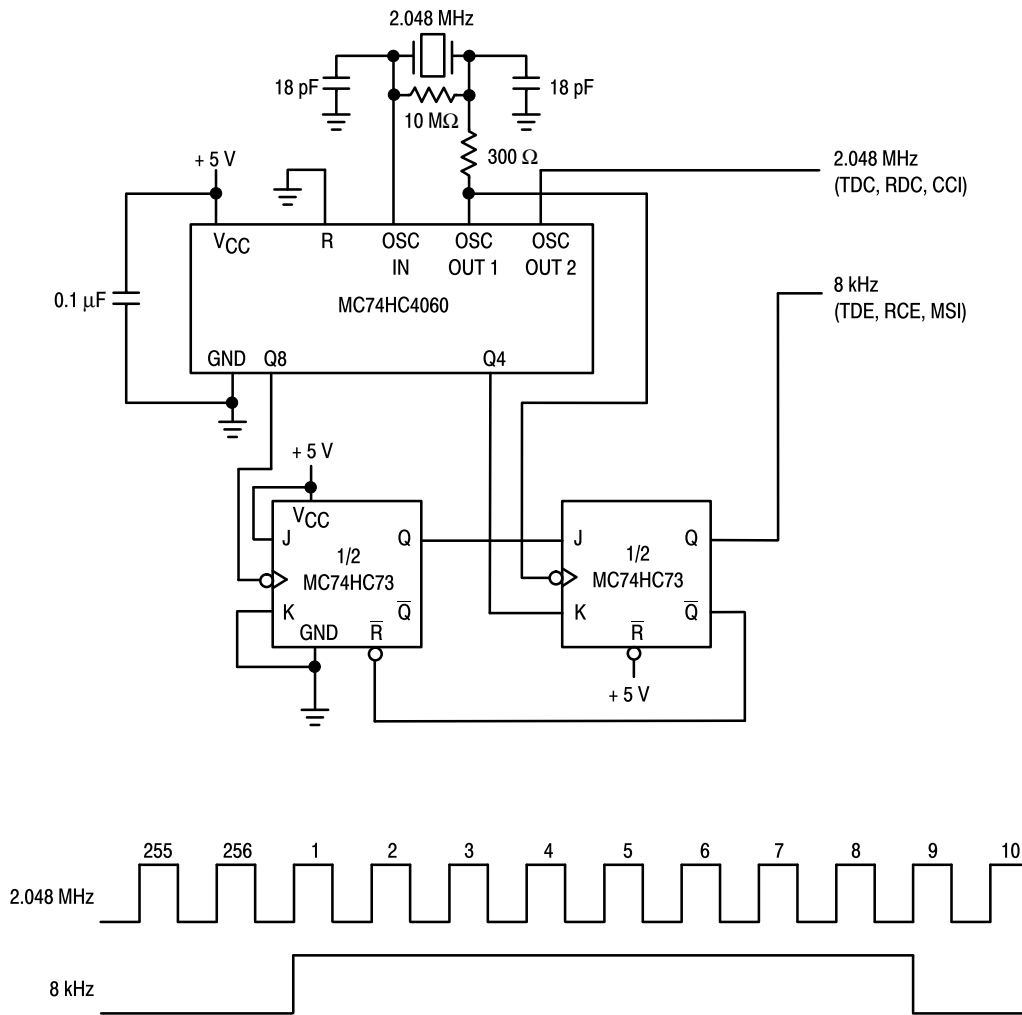 2.048 MHz
18 pF
18 pF
10 MΩ
300 Ω
+ 5 V
2.048 MHz
(TDC, RDC, CCI)
VCC
R
OSC
IN
OSC
OUT 1
OSC
OUT 2
0.1 µF
MC74HC4060
8 kHz
(TDE, RCE, MSI)
GND
Q8
Q4
+ 5 V
VCC
J
Q
1/2
MC74HC73
K
Q̅
GND
R̅
J
Q
1/2
MC74HC73
K
Q̅
R̅
+ 5 V
255 256 1 2 3 4 5 6 7 8 9 10
2.048 MHz
8 kHz